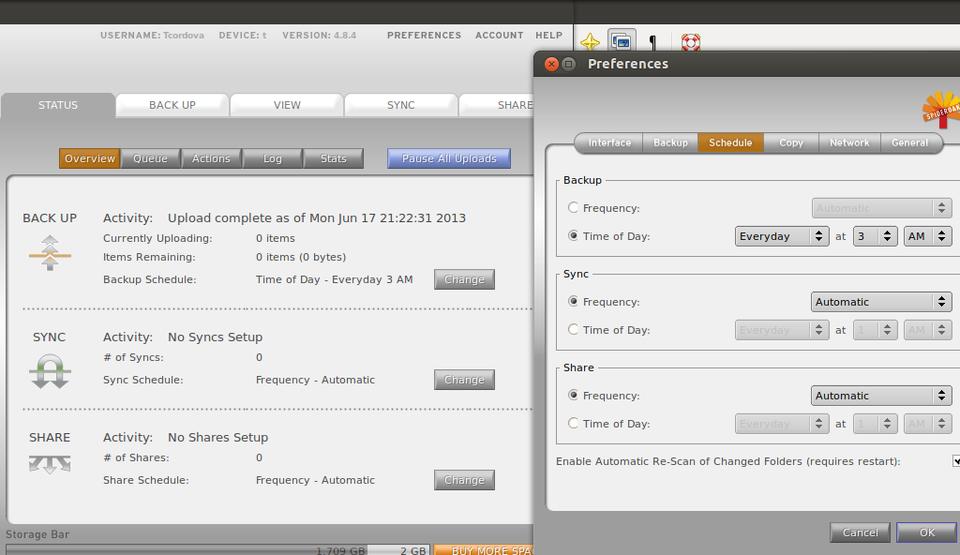 USERNAME: Tcordova DEVICE: t VERSION: 4.8.4 PREFERENCES ACCOUNT HELP
STATUS BACK UP VIEW SYNC SHARE
Overview Queue Actions Log Stats Pause All Uploads
BACK UP Activity: Upload complete as of Mon Jun 17 21:22:31 2013
Currently Uploading: 0 items
Items Remaining: 0 items (0 bytes)
Backup Schedule: Time of Day - Everyday 3 AM Change
SYNC Activity: No Syncs Setup
# of Syncs: 0
Sync Schedule: Frequency - Automatic Change
SHARE Activity: No Shares Setup
# of Shares: 0
Share Schedule: Frequency - Automatic Change
Storage Bar
1.709 GB 2 GB BUY MORE SPA
Preferences
SPIDEROAK
Interface Backup Schedule Copy Network General
Backup
Frequency: Automatic
Time of Day: Everyday at 3 AM
Sync
Frequency: Automatic
Time of Day: Everyday at 1 AM
Share
Frequency: Automatic
Time of Day: Everyday at 1 AM
Enable Automatic Re-Scan of Changed Folders (requires restart):
Cancel OK